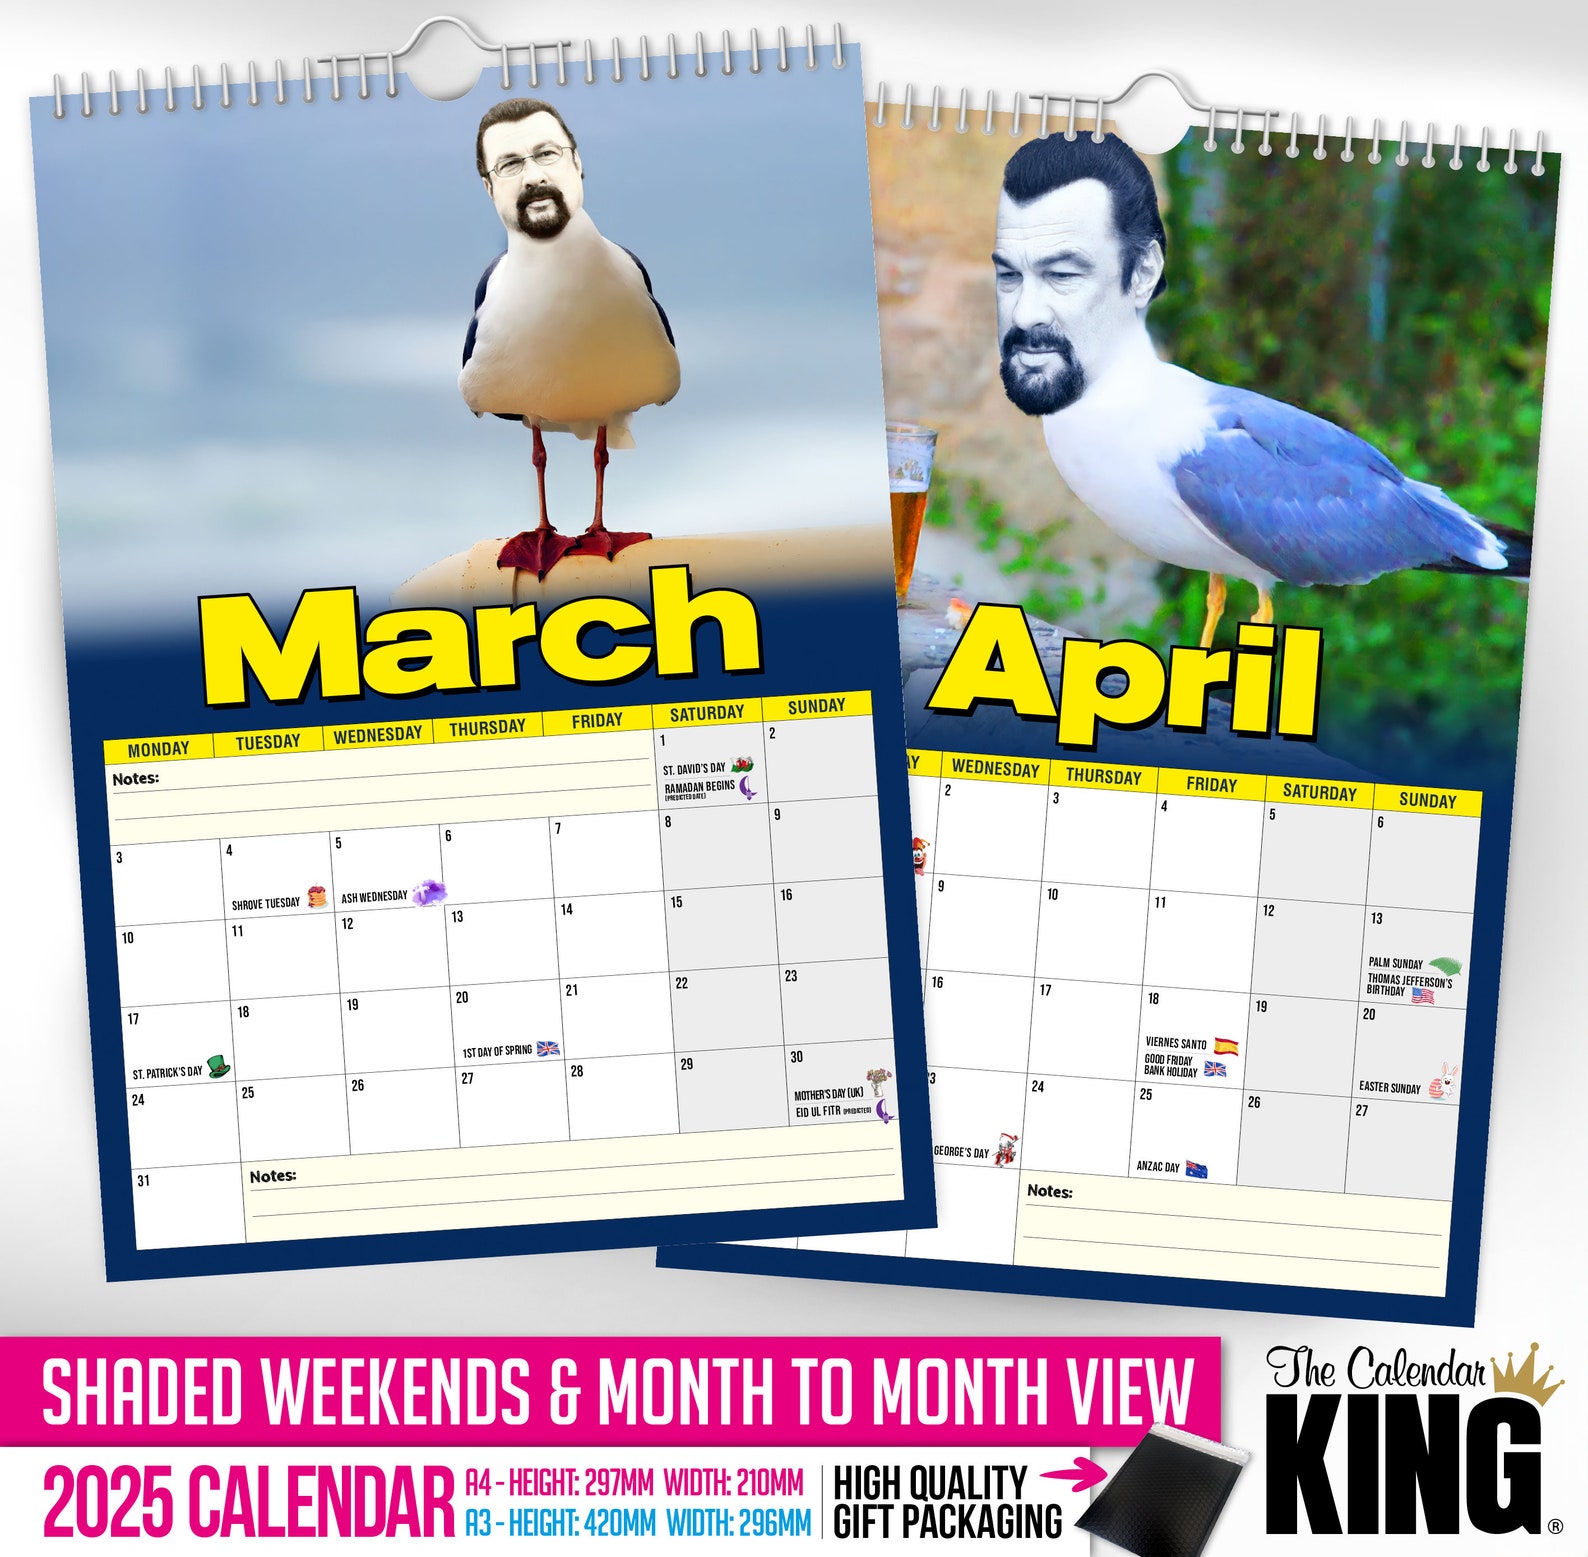 March
MONDAY TUESDAY WEDNESDAY THURSDAY FRIDAY SATURDAY SUNDAY
Notes:
1 2
ST. DAVID'S DAY
RAMADAN BEGINS
(PREDICTED DATE)
3 4 5 6 7 8 9
SHROVE TUESDAY
ASH WEDNESDAY
10 11 12 13 14 15 16
17 18 19 20 21 22 23
ST. PATRICK'S DAY
1ST DAY OF SPRING
24 25 26 27 28 29 30
MOTHER'S DAY (UK)
EID UL FITR (PREDICTED)
31
Notes:
April
AY WEDNESDAY THURSDAY FRIDAY SATURDAY SUNDAY
2 3 4 5 6
9 10 11 12 13
PALM SUNDAY
THOMAS JEFFERSON'S
BIRTHDAY
16 17 18 19 20
VIERNES SANTO
GOOD FRIDAY
BANK HOLIDAY
EASTER SUNDAY
3 24 25 26 27
GEORGE'S DAY
ANZAC DAY
Notes:
SHADED WEEKENDS & MONTH TO MONTH VIEW
2025 CALENDAR
A4 - HEIGHT: 297MM WIDTH: 210MM
A3 - HEIGHT: 420MM WIDTH: 296MM
HIGH QUALITY
GIFT PACKAGING
The Calendar
KING®